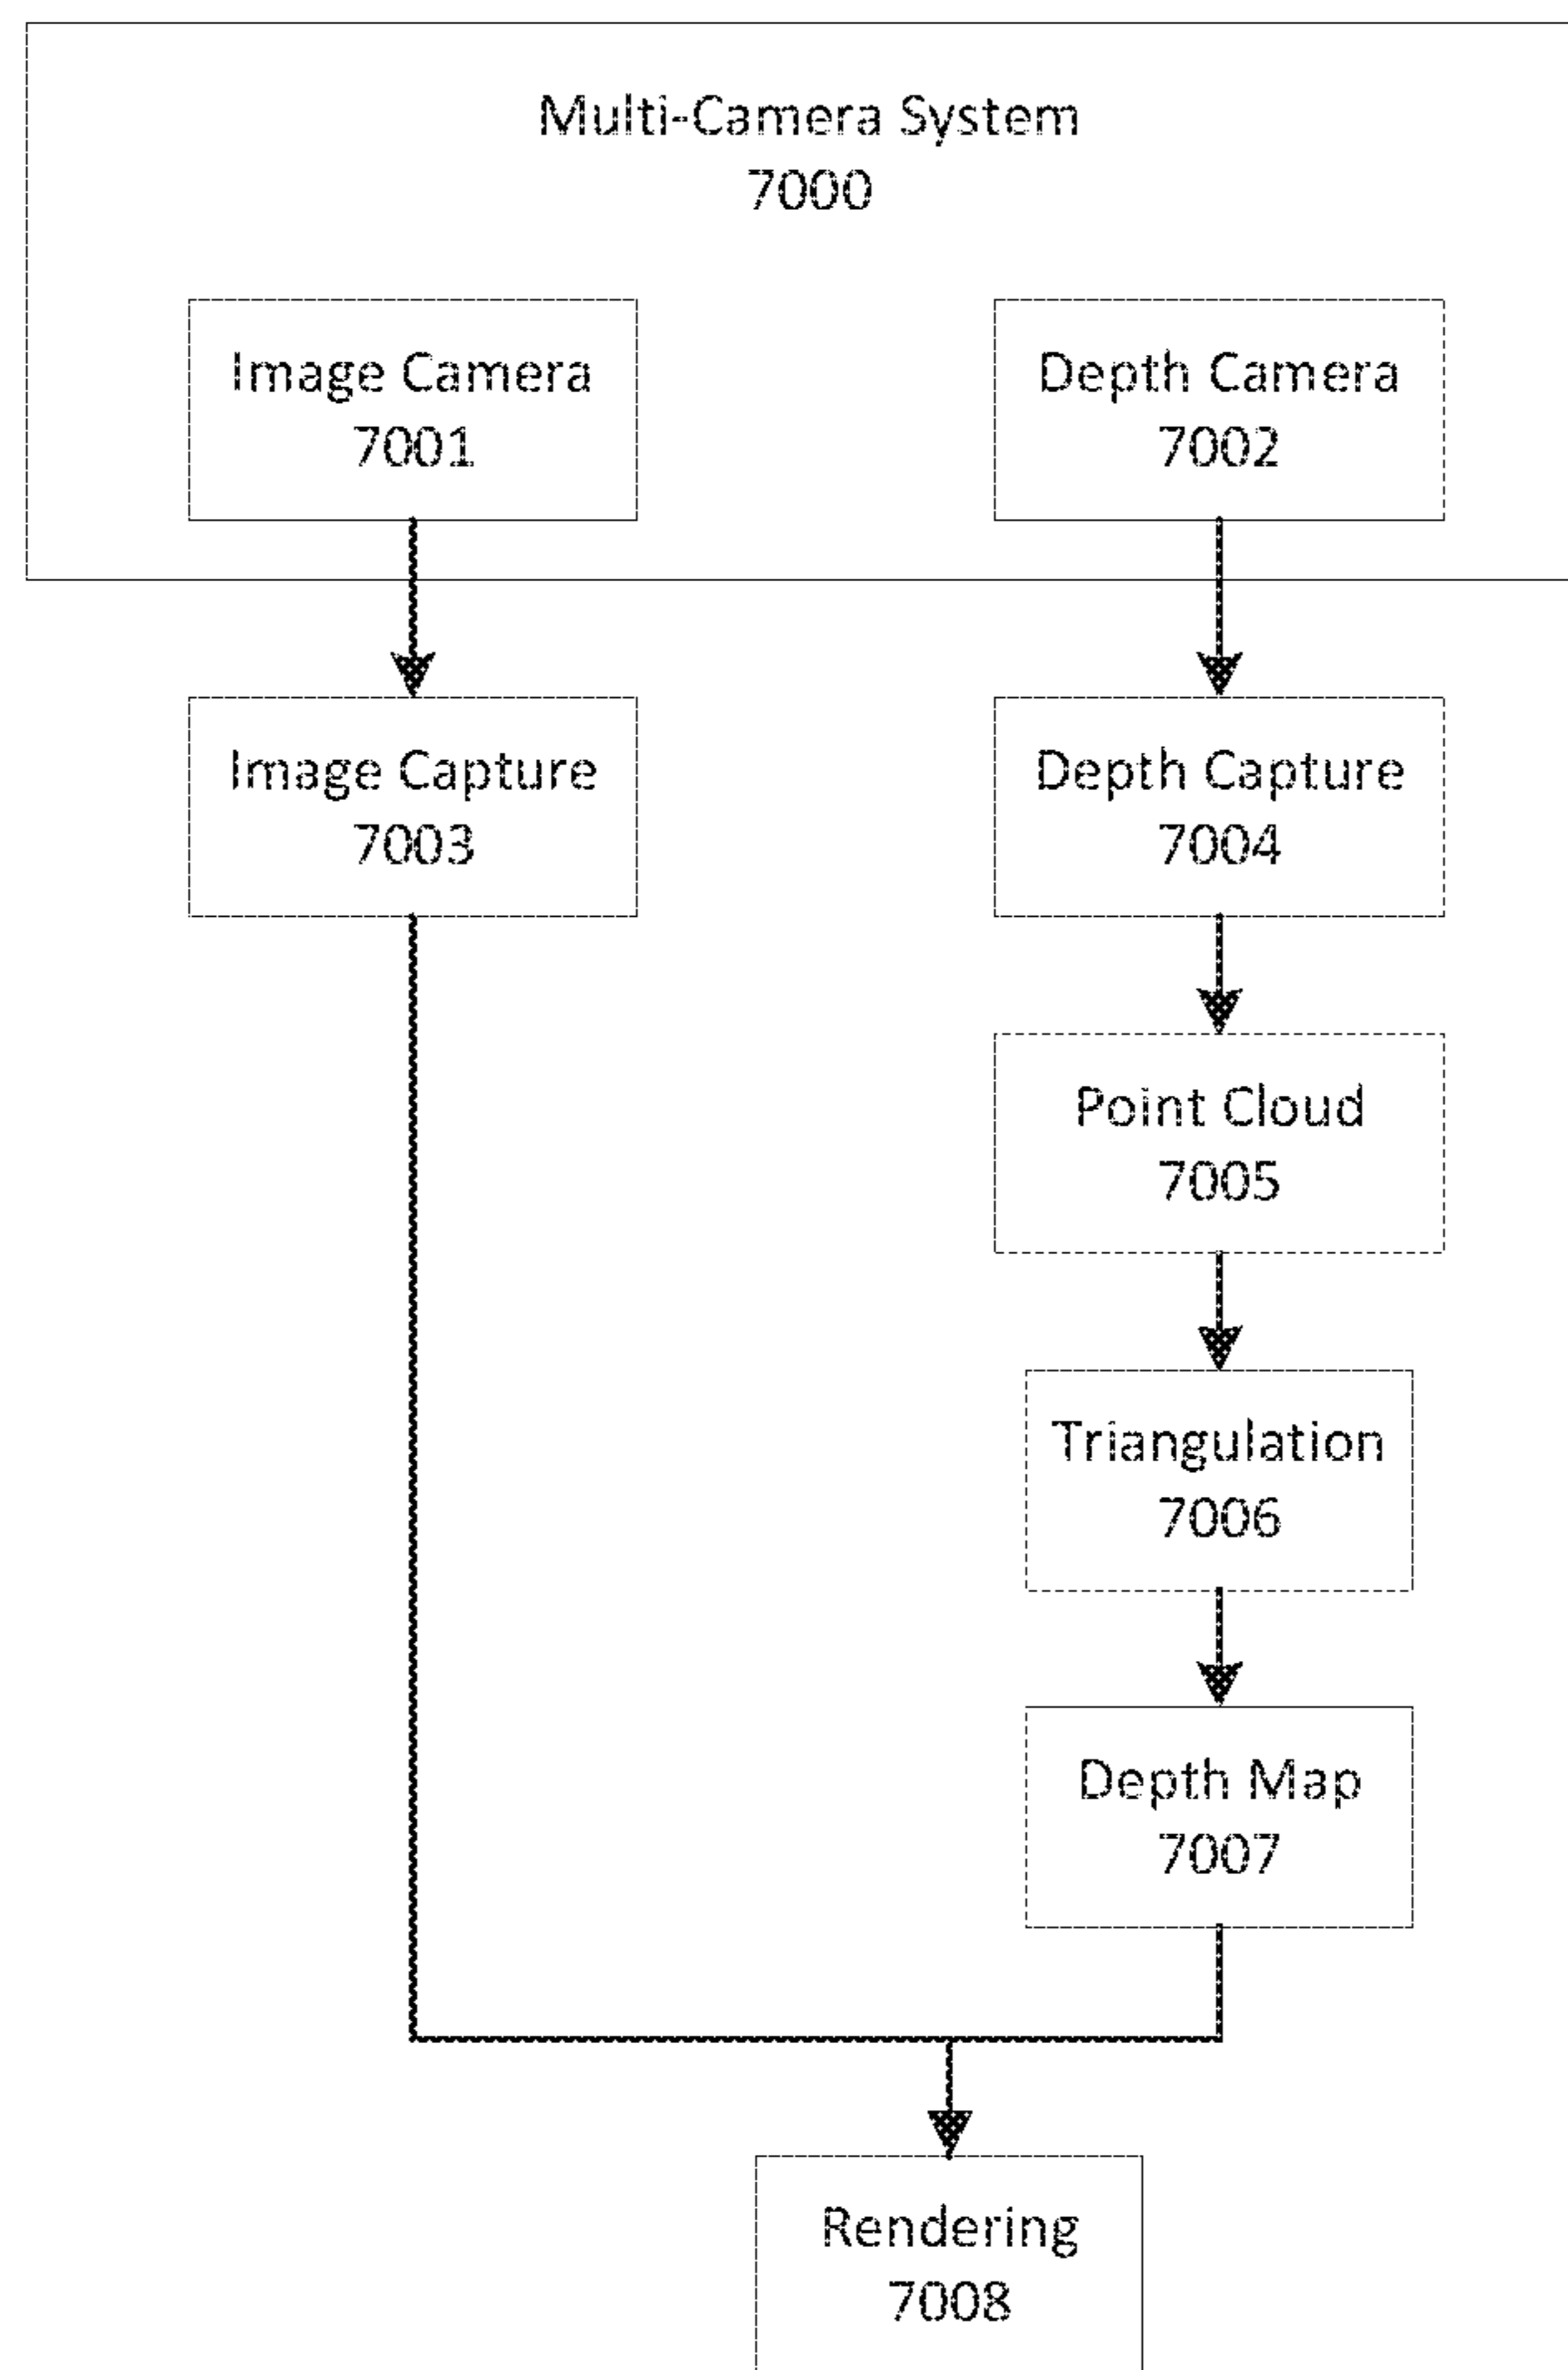 Multi-Camera System
7000
Image Camera
7001
Depth Camera
7002
Image Capture
7003
Depth Capture
7004
Point Cloud
7005
Triangulation
7006
Depth Map
7007
Rendering
7008